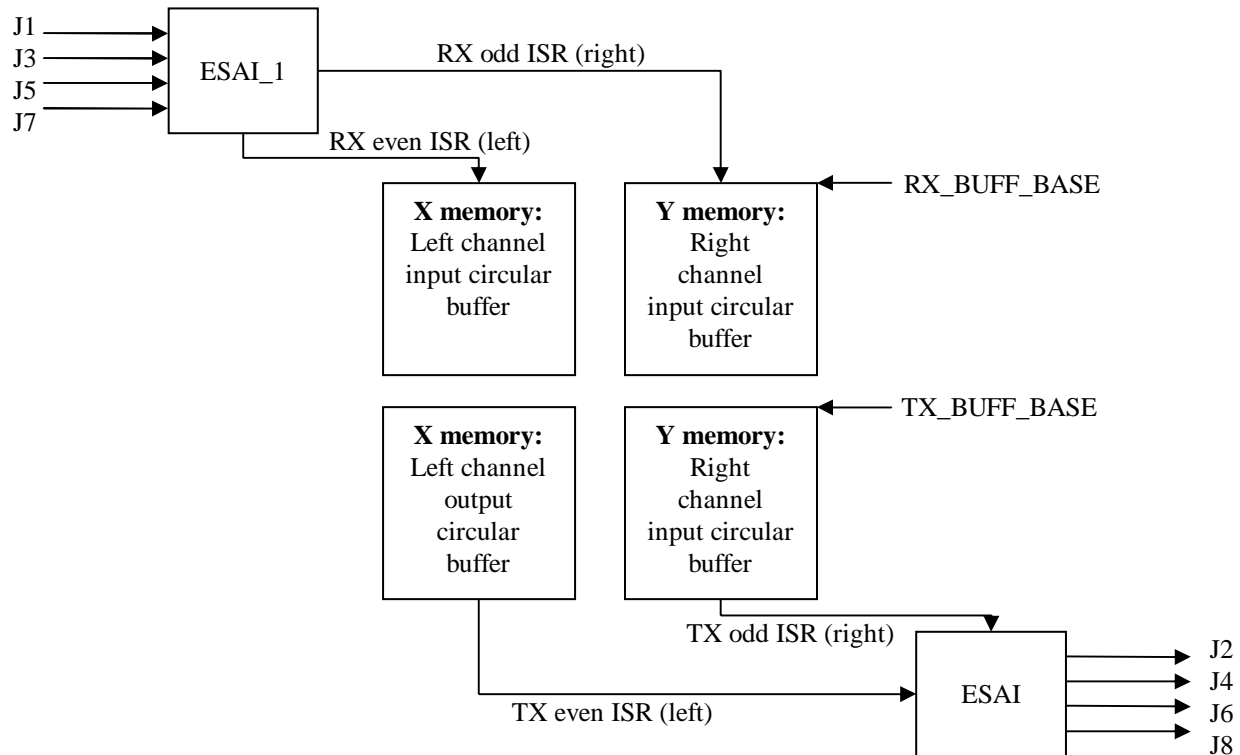 J1
J3
J5
J7
ESAI_1
RX odd ISR (right)
RX even ISR (left)
X memory:
Left channel
input circular
buffer
Y memory:
Right
channel
input circular
buffer
RX_BUFF_BASE
X memory:
Left channel
output
circular
buffer
Y memory:
Right
channel
input circular
buffer
TX_BUFF_BASE
TX odd ISR (right)
TX even ISR (left)
ESAI
J2
J4
J6
J8